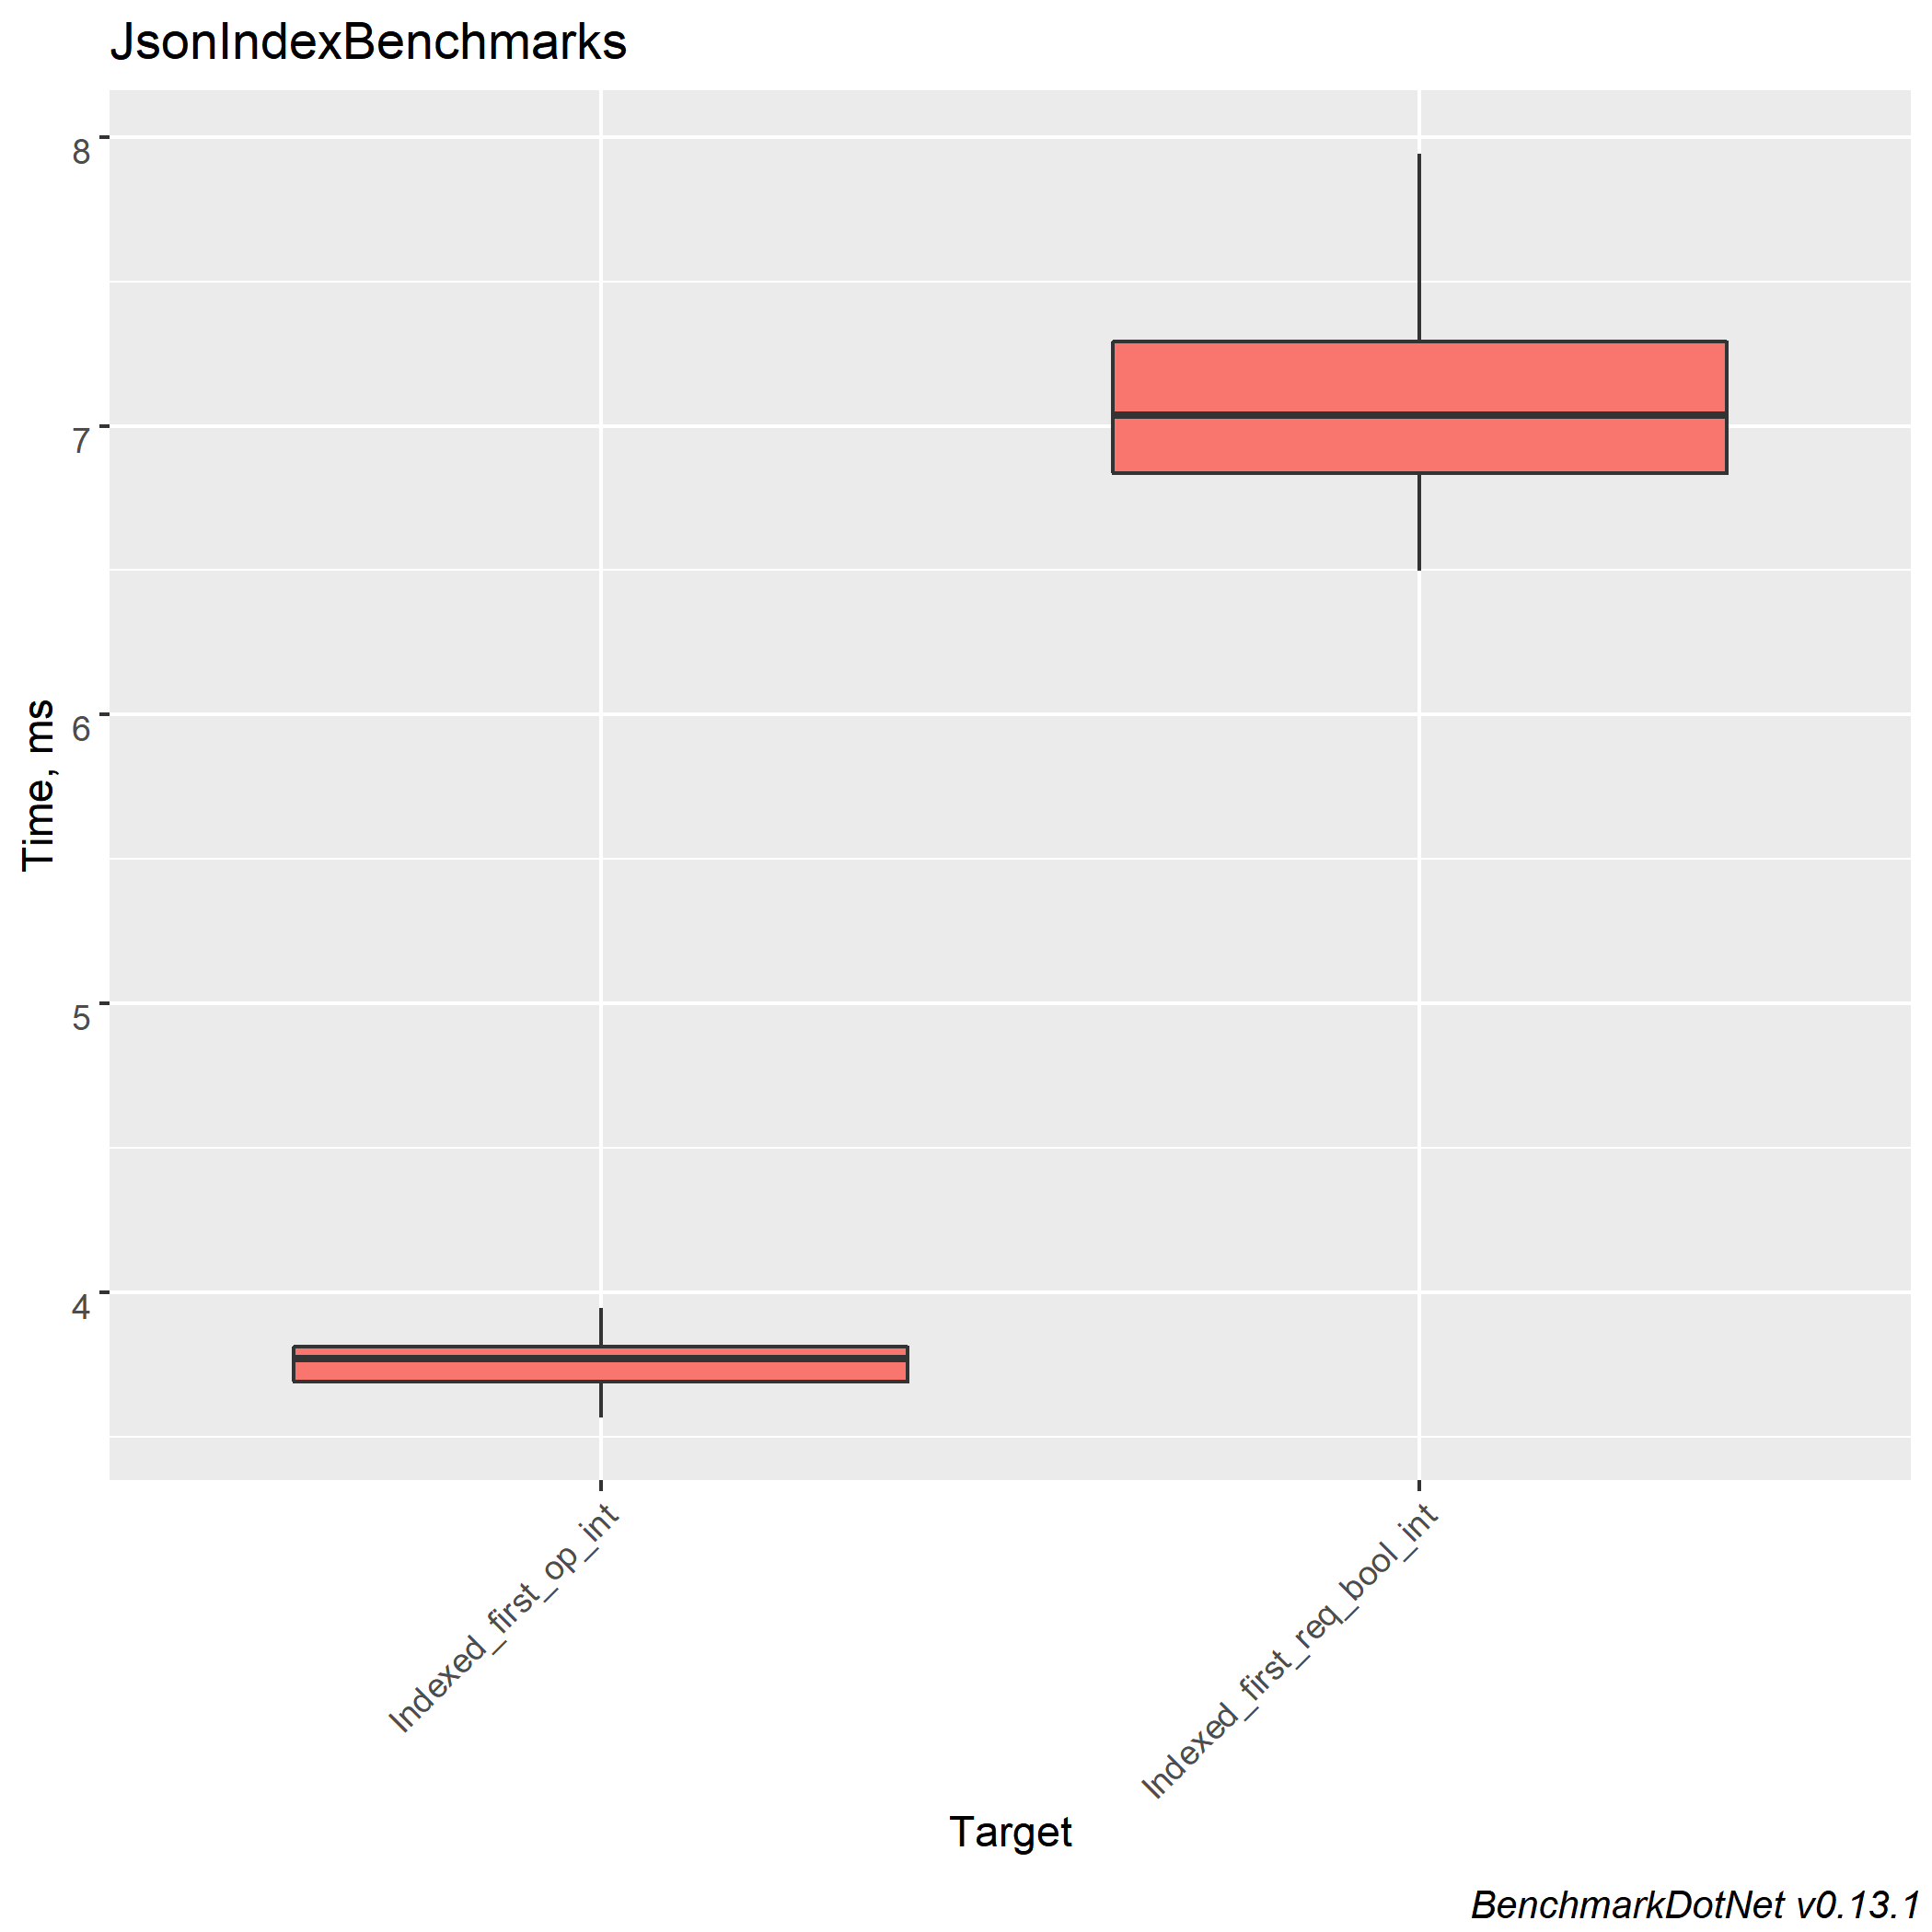 JsonIndexBenchmarks
8
7
6
5
4
Time, ms
Indexed_first_op_int
Indexed_first_req_bool_int
Target
BenchmarkDotNet v0.13.1